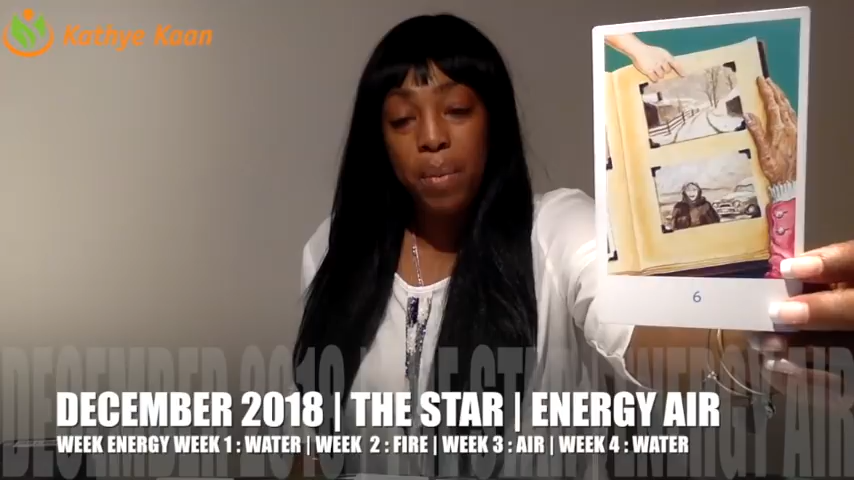 Kathye Kaan
6
DECEMBER 2018 | THE STAR | ENERGY AIR
WEEK ENERGY WEEK 1 : WATER | WEEK 2 : FIRE | WEEK 3 : AIR | WEEK 4 : WATER